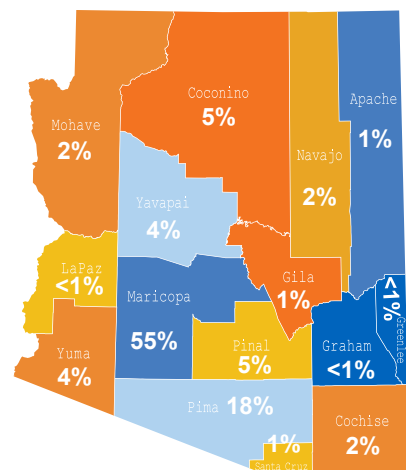 Coconino
5%
Apache
1%
Mohave
2%
Navajo
2%
Yavapai
4%
LaPaz
<1%
Gila
1%
Maricopa
55%
<1%
Greenlee
Yuma
4%
Pinal
5%
Graham
<1%
Pima 18%
Cochise
2%
1%
Santa Cruz